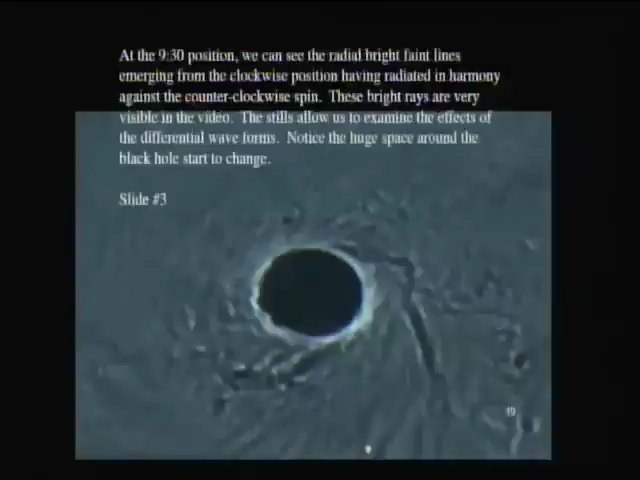 At the 9:30 position, we can see the radial bright faint lines
emerging from the clockwise position having radiated in harmony
against the counter-clockwise spin. These bright rays are very
visible in the video. The stills allow us to examine the effects of
the differential wave forms. Notice the huge space around the
black hole start to change.
Slide #3